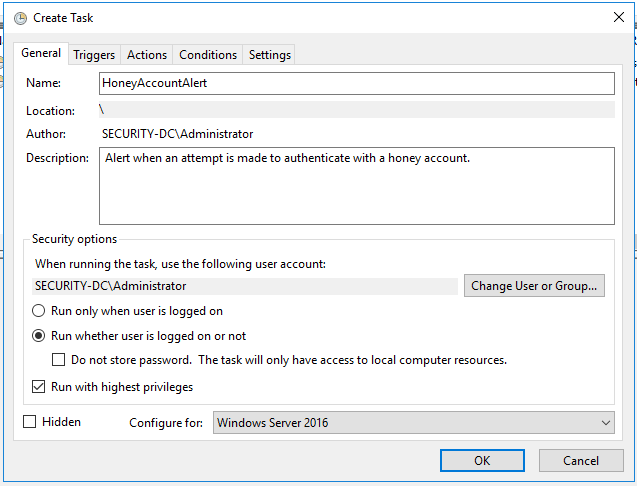 Create Task
General Triggers Actions Conditions Settings
Name: HoneyAccountAlert
Location: \
Author: SECURITY-DC\Administrator
Description: Alert when an attempt is made to authenticate with a honey account.
Security options
When running the task, use the following user account:
SECURITY-DC\Administrator Change User or Group...
Run only when user is logged on
Run whether user is logged on or not
Do not store password. The task will only have access to local computer resources.
Run with highest privileges
Hidden Configure for: Windows Server 2016
OK Cancel